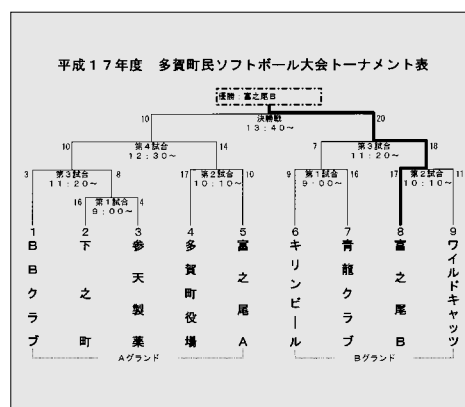 平成１７年度　多賀町民ソフトボール大会トーナメント表
優勝：富之尾Ｂ
10 決勝戦 20
１３：４０～
10 第４試合 14
１２：３０～
7 第３試合 18
１１：２０～
3 第３試合 8
１１：２０～
17 第２試合 10
１０：１０～
9 第１試合 16
９：００～
17 第２試合 11
１０：１０～
16 第１試合 4
９：００～
1 ＢＢクラブ
2 下之町
3 参天製薬
4 多賀町役場
5 富之尾Ａ
6 キリンビール
7 青龍クラブ
8 富之尾Ｂ
9 ワイルドキャッツ
Ａグランド
Ｂグランド